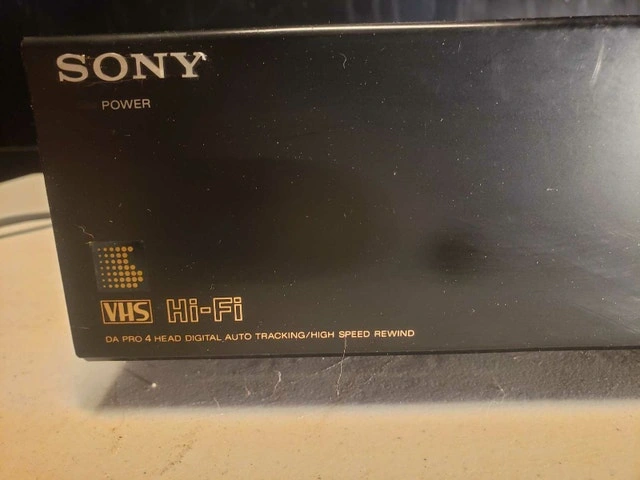 SONY
POWER
VHS Hi-Fi
DA PRO 4 HEAD DIGITAL AUTO TRACKING/HIGH SPEED REWIND